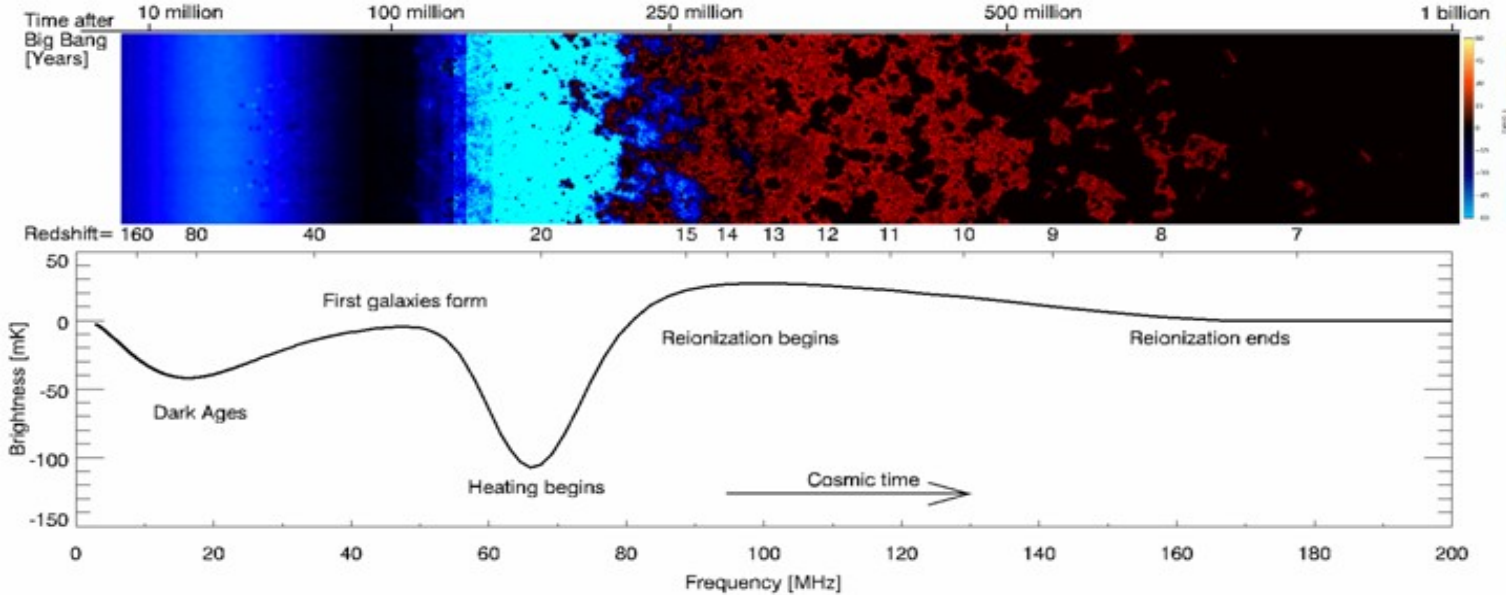 Time after
Big Bang
[Years]
10 million 100 million 250 million 500 million 1 billion
Redshift= 160 80 40 20 15 14 13 12 11 10 9 8 7
50
0
-50
-100
-150
Brightness [mK]
First galaxies form
Reionization begins
Reionization ends
Dark Ages
Heating begins
Cosmic time
0 20 40 60 80 100 120 140 160 180 200
Frequency [MHz]